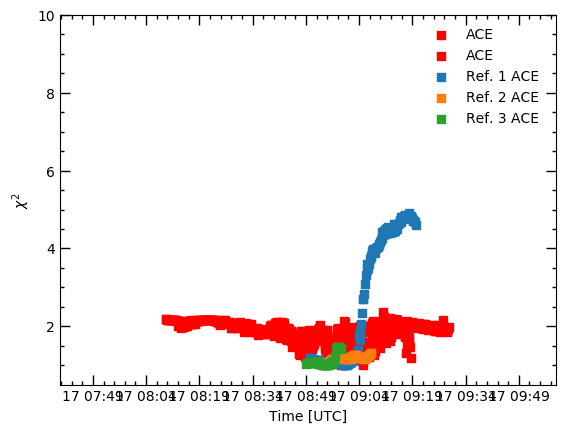 10
8
6
4
2
χ²
ACE
ACE
Ref. 1 ACE
Ref. 2 ACE
Ref. 3 ACE
17 07:49 17 08:04 17 08:19 17 08:34 17 08:49 17 09:04 17 09:19 17 09:34 17 09:49
Time [UTC]